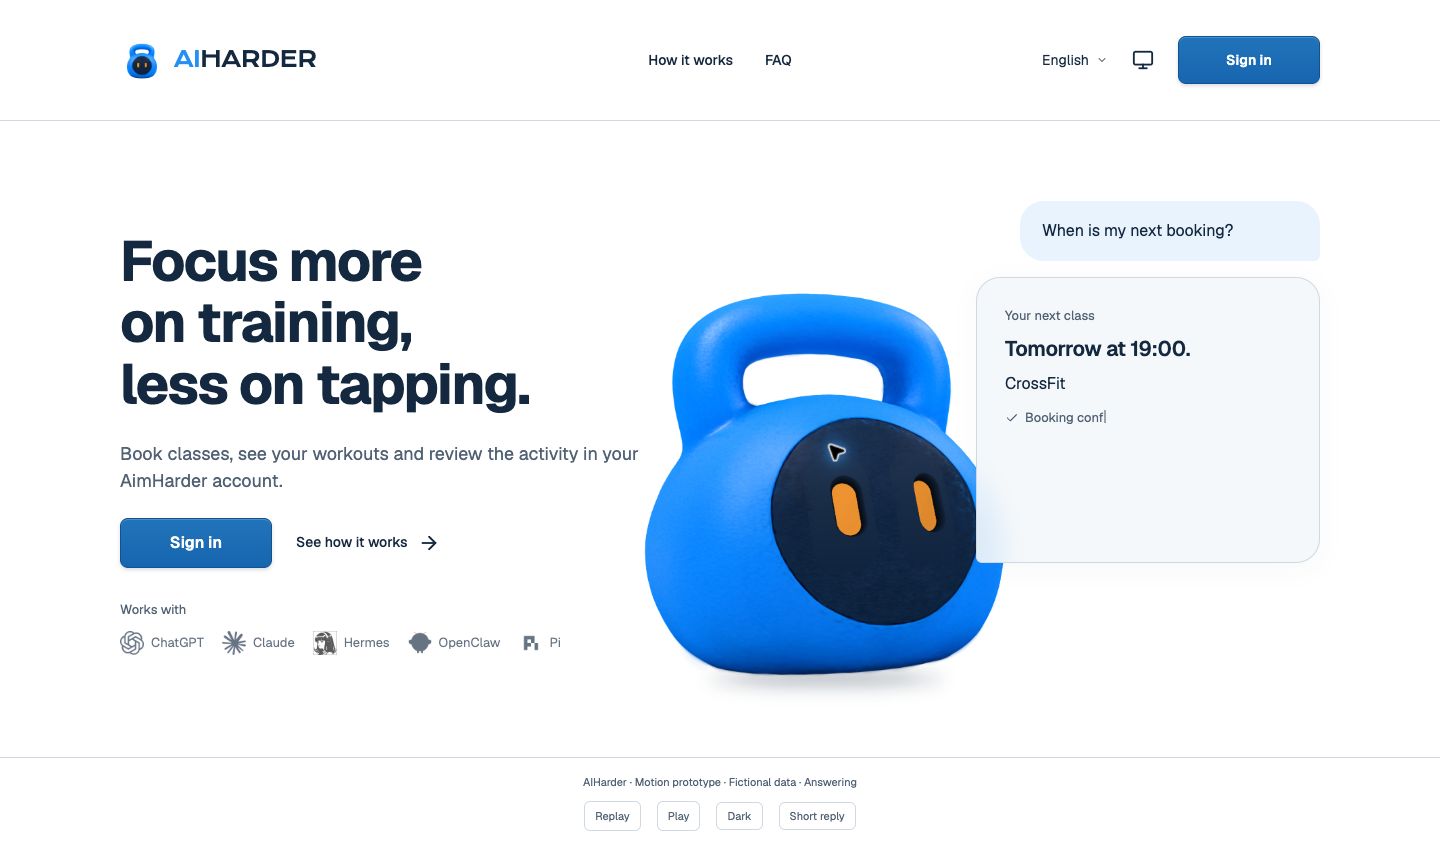 AIHARDER
How it works
FAQ
English
Sign in
Focus more
on training,
less on tapping.
Book classes, see your workouts and review the activity in your
AimHarder account.
Sign in
See how it works
Works with
ChatGPT
Claude
Hermes
OpenClaw
Pi
When is my next booking?
Your next class
Tomorrow at 19:00.
CrossFit
Booking conf
AIHarder · Motion prototype · Fictional data · Answering
Replay
Play
Dark
Short reply